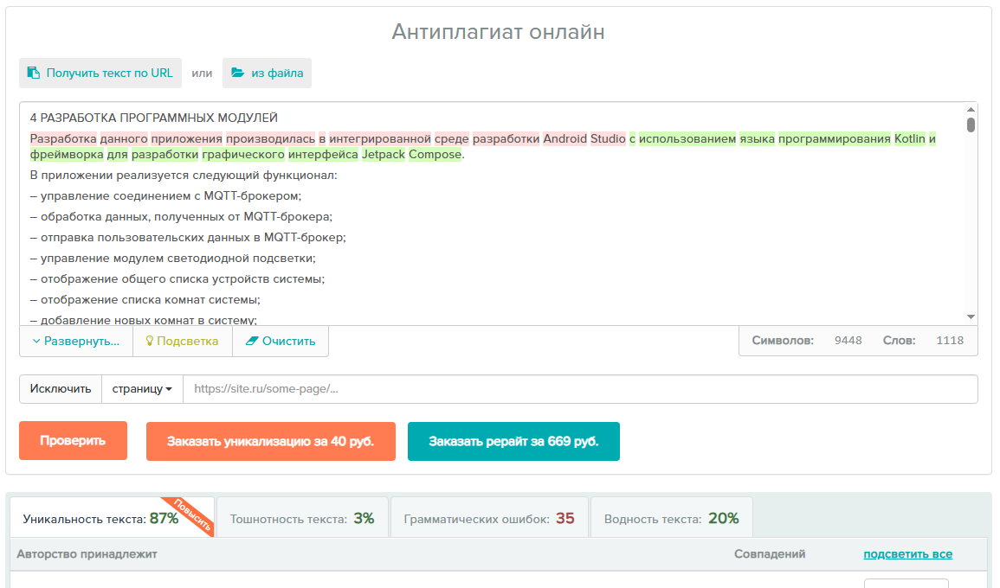 Антиплагиат онлайн
Получить текст по URL или из файла
4 РАЗРАБОТКА ПРОГРАММНЫХ МОДУЛЕЙ
Разработка данного приложения производилась в интегрированной среде разработки Android Studio с использованием языка программирования Kotlin и
фреймворка для разработки графического интерфейса Jetpack Compose.
В приложении реализуется следующий функционал:
– управление соединением с MQTT-брокером;
– обработка данных, полученных от MQTT-брокера;
– отправка пользовательских данных в MQTT-брокер;
– управление модулем светодиодной подсветки;
– отображение общего списка устройств системы;
– отображение списка комнат системы;
– добавление новых комнат в систему;
Развернуть... Подсветка Очистить Символов: 9448 Слов: 1118
Исключить страницу https://site.ru/some-page/...
Проверить Заказать уникализацию за 40 руб. Заказать рерайт за 669 руб.
Уникальность текста: 87% Повысить Тошнотность текста: 3% Грамматических ошибок: 35 Водность текста: 20%
Авторство принадлежит Совпадений подсветить все